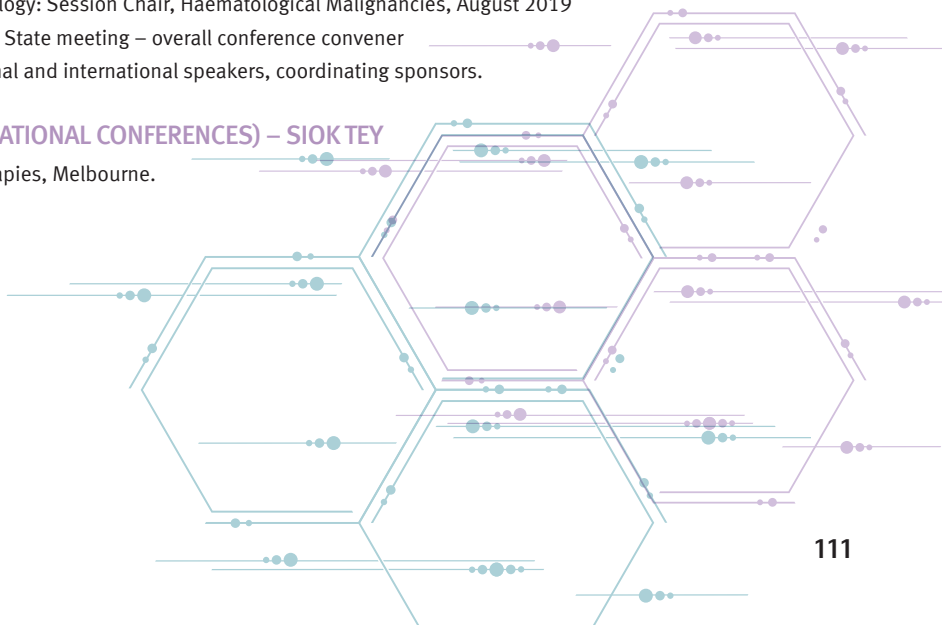 ology: Session Chair, Haematological Malignancies, August 2019
State meeting – overall conference convener
nal and international speakers, coordinating sponsors.
ATIONAL CONFERENCES) – SIOK TEY
apies, Melbourne.
111